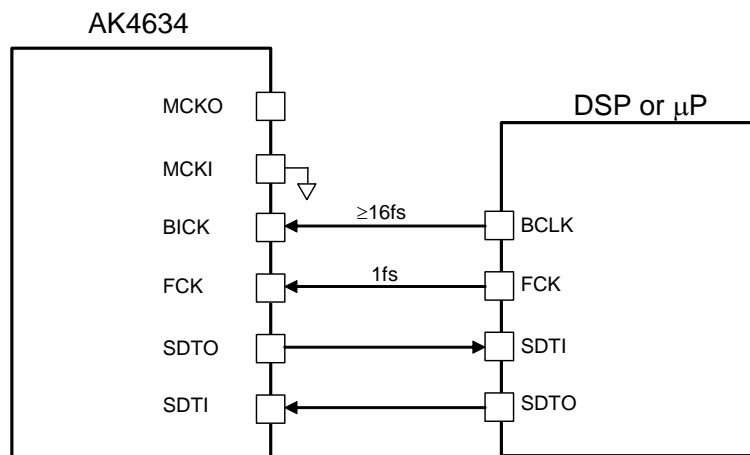 AK4634
DSP or μP
MCKO
MCKI
BICK
≥16fs
BCLK
FCK
1fs
FCK
SDTO
SDTI
SDTI
SDTO